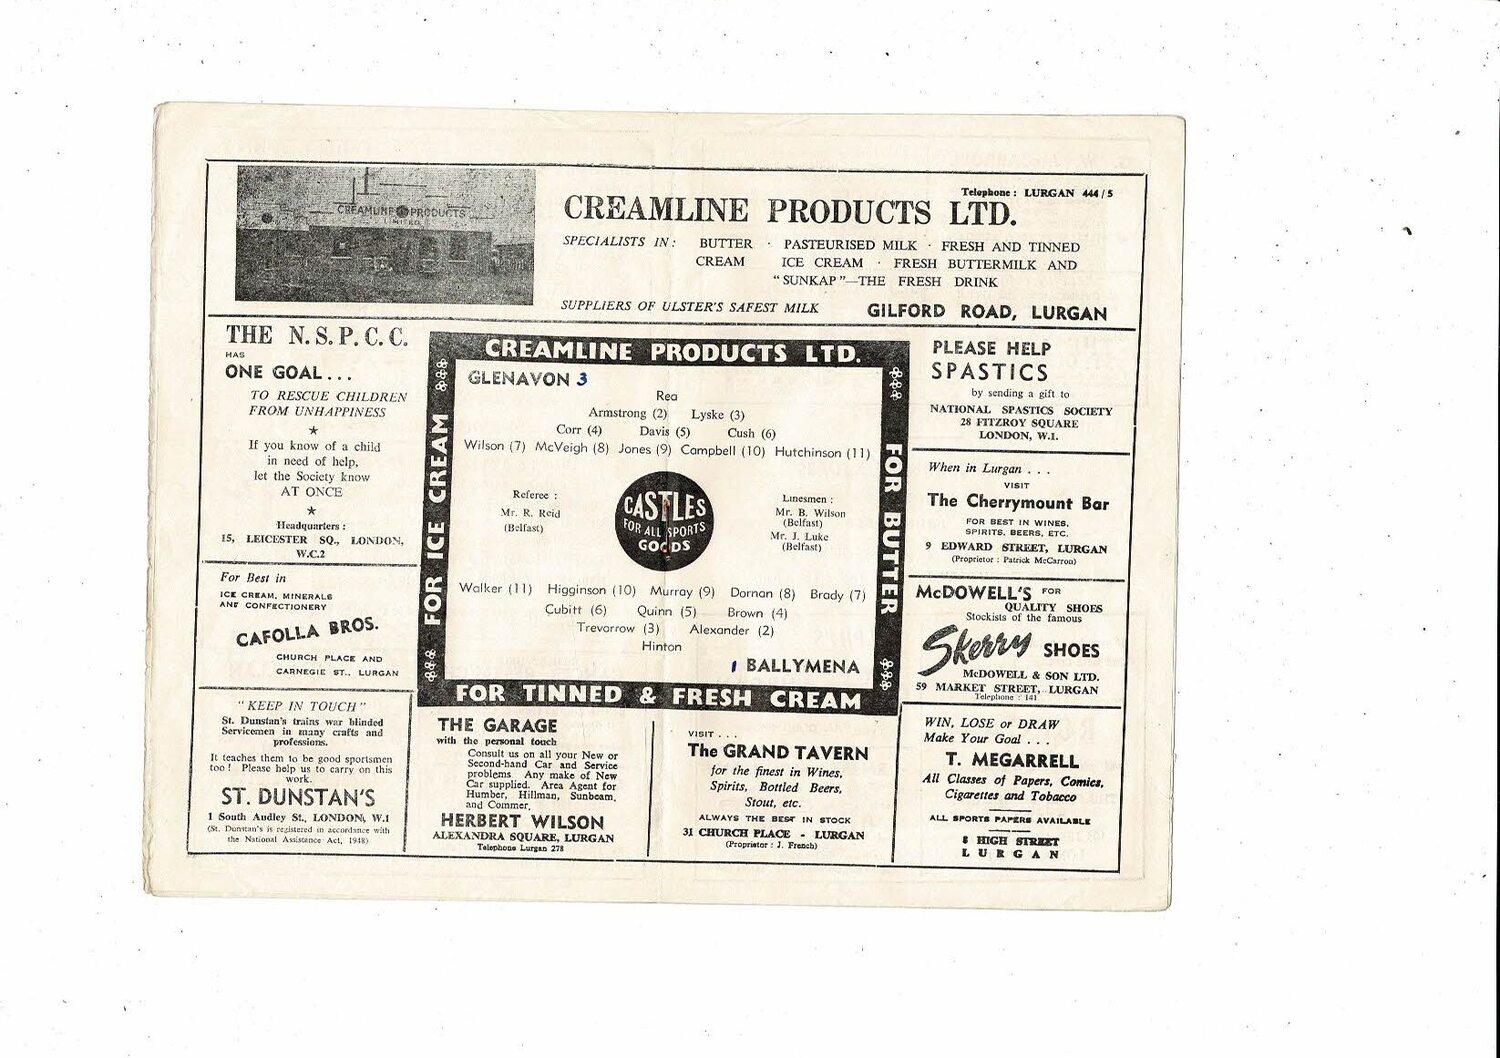 CREAMLINE PRODUCTS
Telephone : LURGAN 444/5
CREAMLINE PRODUCTS LTD.
SPECIALISTS IN : BUTTER · PASTEURISED MILK · FRESH AND TINNED
CREAM ICE CREAM · FRESH BUTTERMILK AND
"SUNKAP"—THE FRESH DRINK
SUPPLIERS OF ULSTER'S SAFEST MILK GILFORD ROAD, LURGAN
THE N.S.P.C.C.
HAS
ONE GOAL...
TO RESCUE CHILDREN
FROM UNHAPPINESS
★
If you know of a child
in need of help,
let the Society know
AT ONCE
★
Headquarters :
15, LEICESTER SQ., LONDON,
W.C.2
For Best in
ICE CREAM, MINERALS
AND CONFECTIONERY
CAFOLLA BROS.
CHURCH PLACE AND
CARNEGIE ST., LURGAN
"KEEP IN TOUCH"
St. Dunstan's trains war blinded
Servicemen in many crafts and
professions.
It teaches them to be good sportsmen
too ! Please help us to carry on this
work.
ST. DUNSTAN'S
1 South Audley St., LONDON, W.1
(St. Dunstan's is registered in accordance with
the National Assistance Act, 1948)
CREAMLINE PRODUCTS LTD.
FOR ICE CREAM
FOR BUTTER
GLENAVON 3
Rea
Armstrong (2) Lyske (3)
Corr (4) Davis (5) Cush (6)
Wilson (7) McVeigh (8) Jones (9) Campbell (10) Hutchinson (11)
Referee :
Mr. R. Reid
(Belfast)
CASTLES
FOR ALL SPORTS
GOODS
Linesmen :
Mr. B. Wilson
(Belfast)
Mr. J. Luke
(Belfast)
Walker (11) Higginson (10) Murray (9) Dornan (8) Brady (7)
Cubitt (6) Quinn (5) Brown (4)
Trevorrow (3) Alexander (2)
Hinton
1 BALLYMENA
FOR TINNED & FRESH CREAM
THE GARAGE
with the personal touch
Consult us on all your New or
Second-hand Car and Service
problems Any make of New
Car supplied. Area Agent for
Humber, Hillman, Sunbeam,
and Commer.
HERBERT WILSON
ALEXANDRA SQUARE, LURGAN
Telephone Lurgan 278
VISIT . . .
The GRAND TAVERN
for the finest in Wines,
Spirits, Bottled Beers,
Stout, etc.
ALWAYS THE BEST IN STOCK
31 CHURCH PLACE - LURGAN
(Proprietor : J. French)
PLEASE HELP
SPASTICS
by sending a gift to
NATIONAL SPASTICS SOCIETY
28 FITZROY SQUARE
LONDON, W.1.
When in Lurgan . . .
VISIT
The Cherrymount Bar
FOR BEST IN WINES,
SPIRITS, BEERS, ETC.
9 EDWARD STREET, LURGAN
(Proprietor : Patrick McCarron)
McDOWELL'S FOR
QUALITY SHOES
Stockists of the famous
Skerry SHOES
McDOWELL & SON LTD.
59 MARKET STREET, LURGAN
Telephone : 141
WIN, LOSE or DRAW
Make Your Goal . . .
T. MEGARRELL
All Classes of Papers, Comics,
Cigarettes and Tobacco
ALL SPORTS PAPERS AVAILABLE
8 HIGH STREET
LURGAN